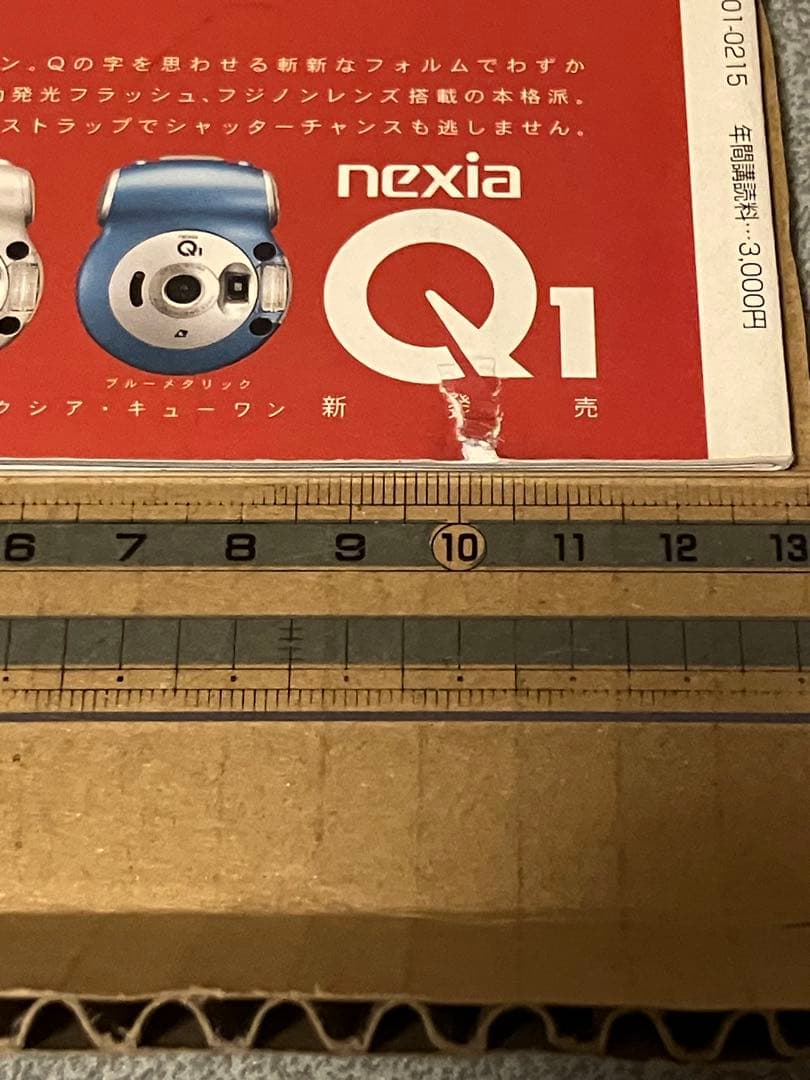 ン。Qの字を思わせる斬新なフォルムでわずか
発光フラッシュ、フジノンレンズ搭載の本格派。
ストラップでシャッターチャンスも逃しません。
nexia
Q1
nexia
Q1
ブルーメタリック
クシア・キューワン 新発売
01-0215 年間講読料…3,000円
6 7 8 9 10 11 12 13